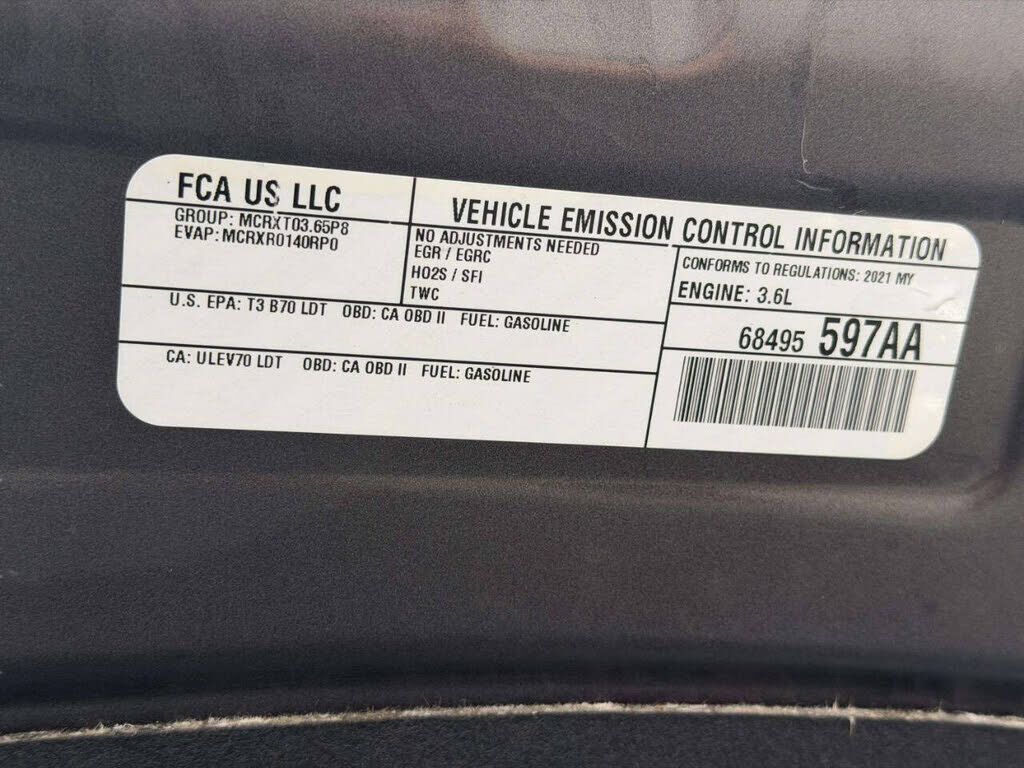 FCA US LLC
GROUP: MCRXT03.65P8
EVAP:MCRXR0140RP0
VEHICLE EMISSION CONTROL INFORMATION
NO ADJUSTMENTS NEEDED
EGR / EGRC
HO2S / SFI
TWC
CONFORMS TO REGULATIONS: 2021 MY
ENGINE: 3.6L
U.S. EPA: T3 B70 LDT OBD: CA OBD II FUEL: GASOLINE
68495 597AA
CA: ULEV70 LDT OBD: CA OBD II FUEL: GASOLINE